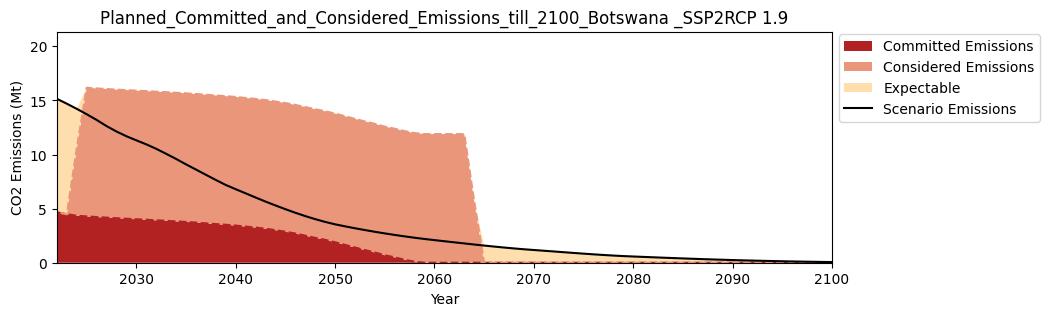 Planned_Committed_and_Considered_Emissions_till_2100_Botswana _SSP2RCP 1.9
Committed Emissions
Considered Emissions
Expectable
Scenario Emissions
CO2 Emissions (Mt)
20
15
10
5
0
2030 2040 2050 2060 2070 2080 2090 2100
Year